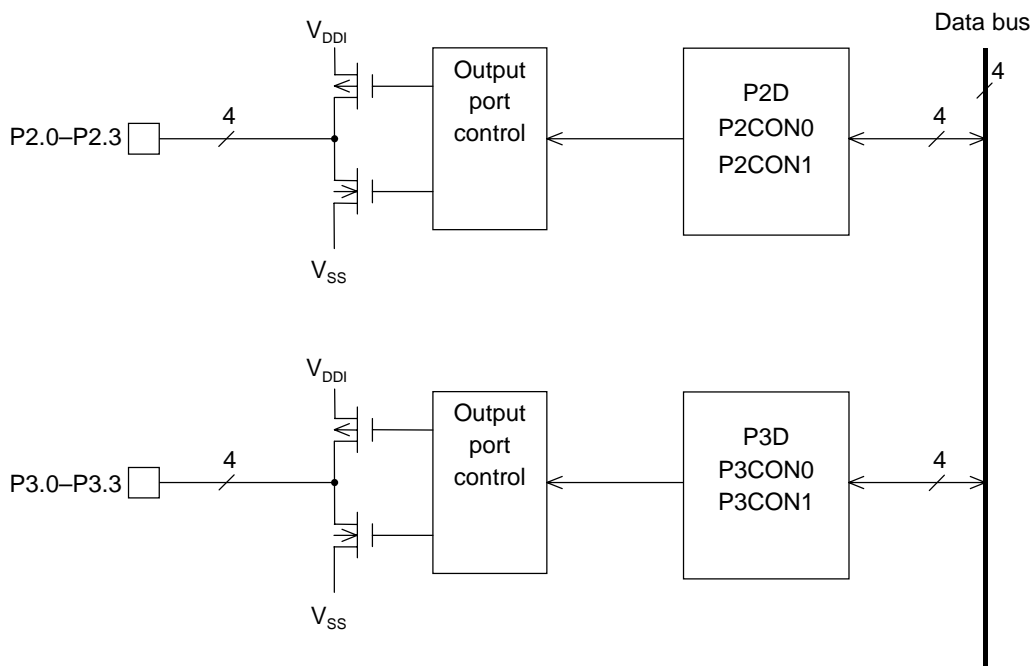 Data bus
V_DDI
Output
port
control
P2D
P2CON0
P2CON1
4
P2.0–P2.3
4
4
V_SS
V_DDI
Output
port
control
P3D
P3CON0
P3CON1
P3.0–P3.3
4
4
V_SS